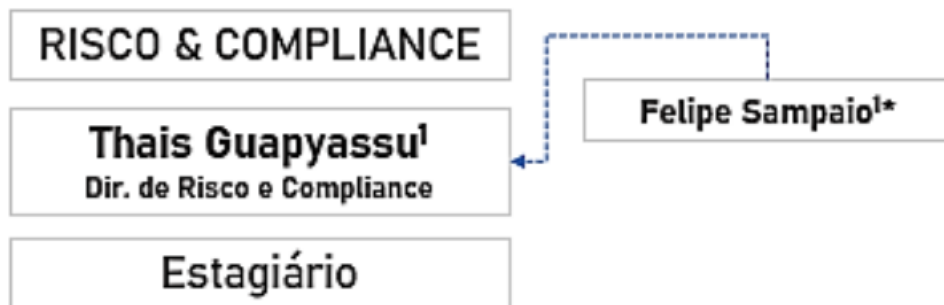 RISCO & COMPLIANCE
Felipe Sampaio¹*
Thais Guapyassu¹
Dir. de Risco e Compliance
Estagiário